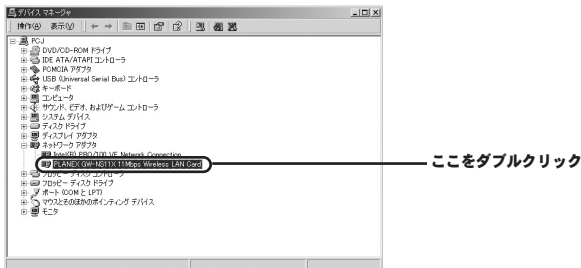 デバイス マネージャ
操作(A) 表示(V)
PCJ
DVD/CD-ROM ドライブ
IDE ATA/ATAPI コントローラ
PCMCIA アダプタ
USB (Universal Serial Bus) コントローラ
キーボード
コンピュータ
サウンド、ビデオ、およびゲーム コントローラ
システム デバイス
ディスク ドライブ
ディスプレイ アダプタ
ネットワーク アダプタ
Intel(R) PRO/100 VE Network Connection
PLANEX GW-NS11X 11Mbps Wireless LAN Card
ここをダブルクリック
フロッピー ディスク コントローラ
フロッピー ディスク ドライブ
ポート (COM と LPT)
マウスとそのほかのポインティング デバイス
モニタ